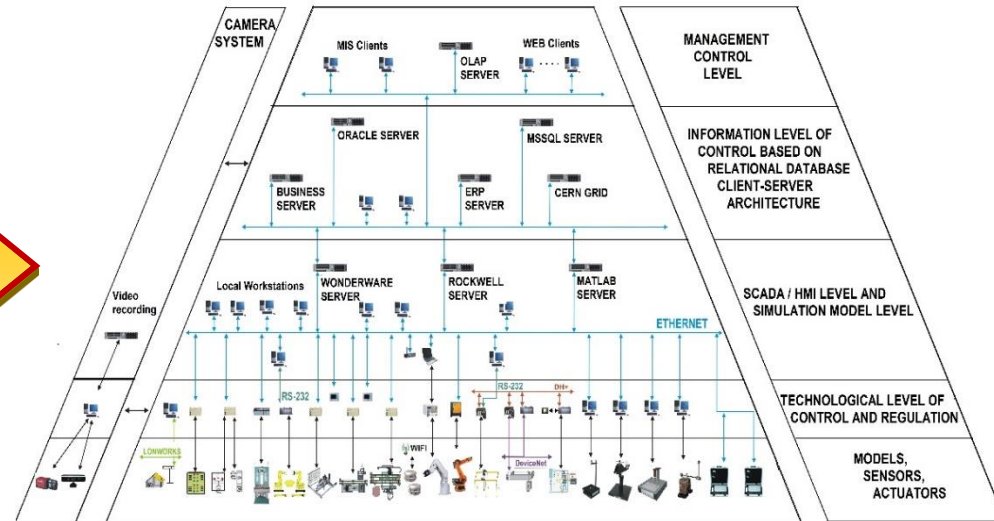 CAMERA
SYSTEM
MIS Clients
OLAP
SERVER
WEB Clients
MANAGEMENT
CONTROL
LEVEL
ORACLE SERVER
MSSQL SERVER
BUSINESS
SERVER
ERP
SERVER
CERN GRID
INFORMATION LEVEL OF
CONTROL BASED ON
RELATIONAL DATABASE
CLIENT-SERVER
ARCHITECTURE
Video
recording
Local Workstations
WONDERWARE
SERVER
ROCKWELL
SERVER
MATLAB
SERVER
ETHERNET
SCADA / HMI LEVEL AND
SIMULATION MODEL LEVEL
RS-232
RS-232
DH+
TECHNOLOGICAL LEVEL OF
CONTROL AND REGULATION
LONWORKS
WIFI
DeviceNet
MODELS,
SENSORS,
ACTUATORS